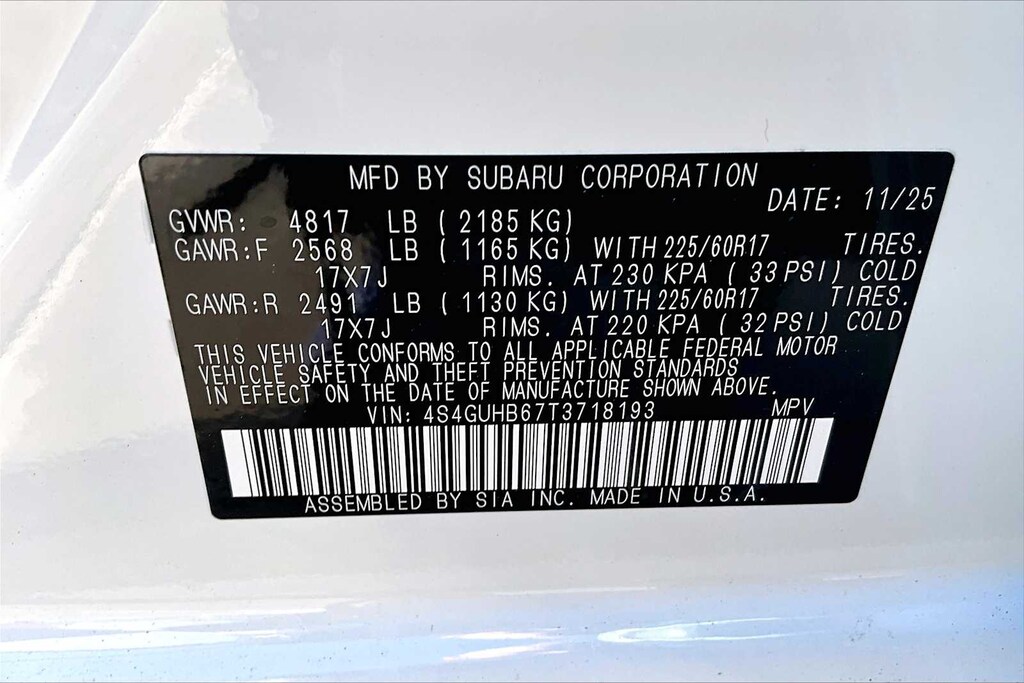 MFD BY SUBARU CORPORATION
DATE: 11/25
GVWR: 4817 LB ( 2185 KG)
GAWR:F 2568 LB ( 1165 KG) WITH 225/60R17 TIRES.
17X7J RIMS. AT 230 KPA ( 33 PSI) COLD
GAWR:R 2491 LB ( 1130 KG) WITH 225/60R17 TIRES.
17X7J RIMS. AT 220 KPA ( 32 PSI) COLD
THIS VEHICLE CONFORMS TO ALL APPLICABLE FEDERAL MOTOR
VEHICLE SAFETY AND THEFT PREVENTION STANDARDS
IN EFFECT ON THE DATE OF MANUFACTURE SHOWN ABOVE.
VIN: 4S4GUHB67T3718193 MPV
ASSEMBLED BY SIA INC. MADE IN U.S.A.